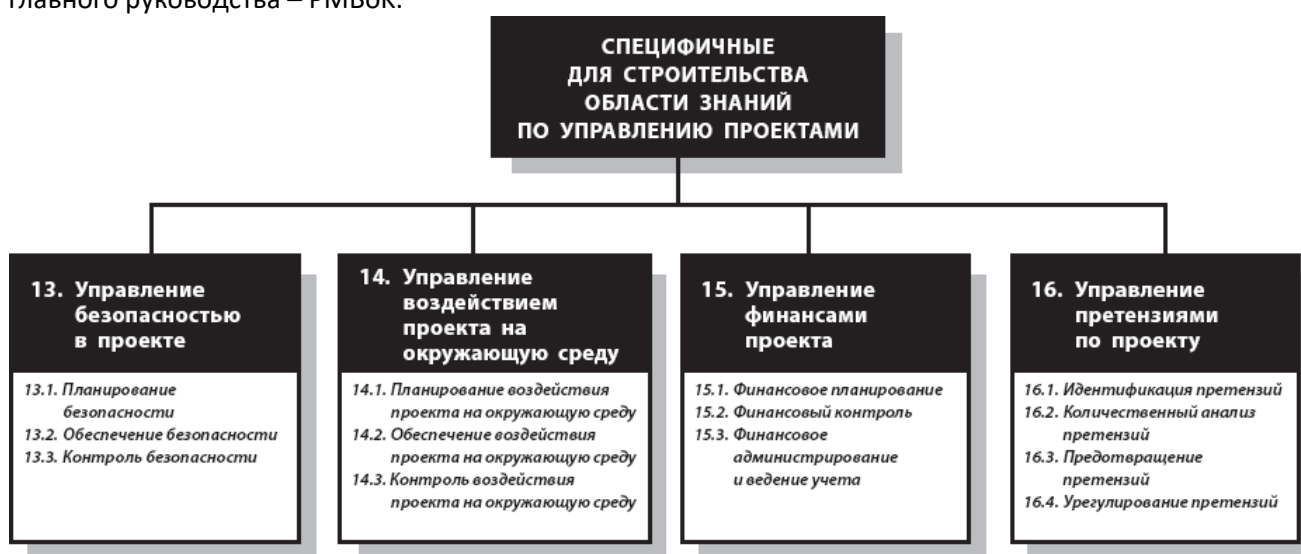 главного руководства – PMBoK.
СПЕЦИФИЧНЫЕ
ДЛЯ СТРОИТЕЛЬСТВА
ОБЛАСТИ ЗНАНИЙ
ПО УПРАВЛЕНИЮ ПРОЕКТАМИ
13. Управление
безопасностью
в проекте
13.1. Планирование
безопасности
13.2. Обеспечение безопасности
13.3. Контроль безопасности
14. Управление
воздействием
проекта на
окружающую среду
14.1. Планирование воздействия
проекта на окружающую среду
14.2. Обеспечение воздействия
проекта на окружающую среду
14.3. Контроль воздействия
проекта на окружающую среду
15. Управление
финансами
проекта
15.1. Финансовое планирование
15.2. Финансовый контроль
15.3. Финансовое
администрирование
и ведение учета
16. Управление
претензиями
по проекту
16.1. Идентификация претензий
16.2. Количественный анализ
претензий
16.3. Предотвращение
претензий
16.4. Урегулирование претензий